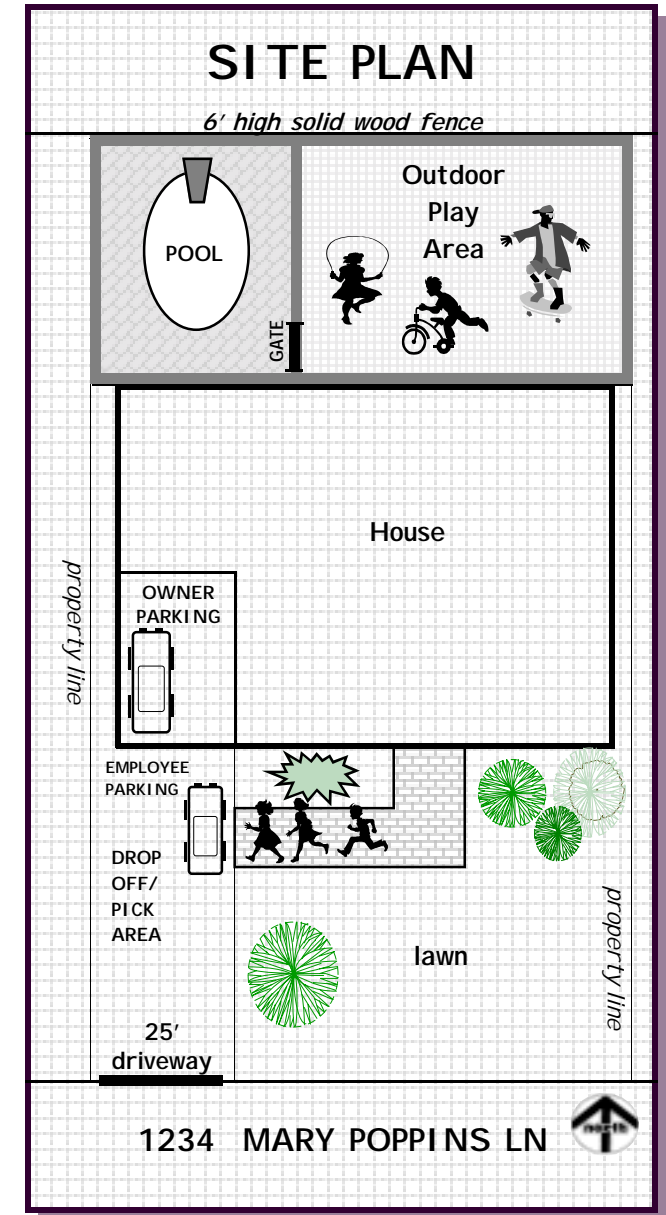 SITE PLAN
6' high solid wood fence
Outdoor
Play
Area
POOL
GATE
House
property line
OWNER
PARKING
EMPLOYEE
PARKING
DROP
OFF/
PICK
AREA
property line
lawn
25'
driveway
1234 MARY POPPINS LN
north